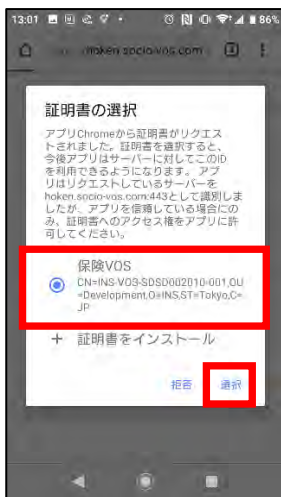 13:01
86%
hoken.socio-vos.com
証明書の選択
アプリChromeから証明書がリクエス
トされました。証明書を選択すると、
今後アプリはサーバーに対してこのID
を利用できるようになります。 アプ
リはリクエストしているサーバーを
hoken.socio-vos.com:443として識別しま
したが、アプリを信頼している場合にの
み、証明書へのアクセス権をアプリに許
可してください。
保険VOS
CN=INS-VOS-SDSD002010-001,OU
=Development,O=INS,ST=Tokyo,C=
JP
+ 証明書をインストール
拒否 選択